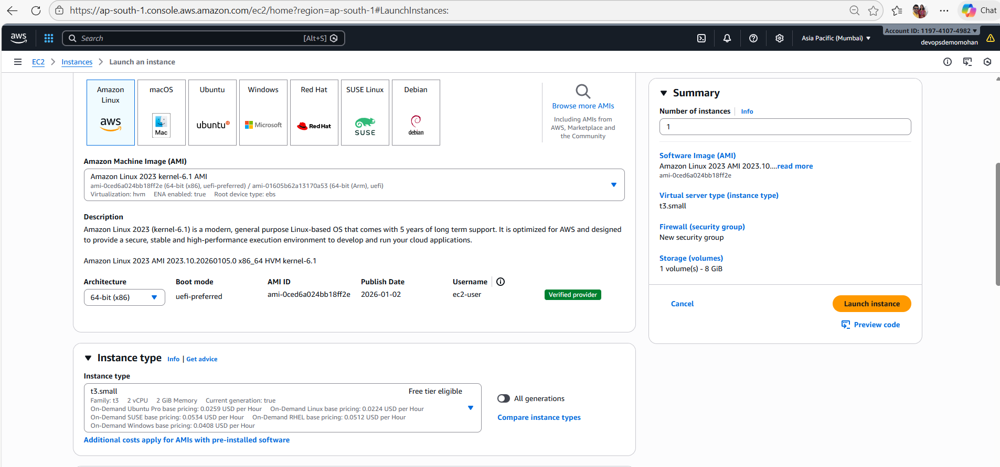 https://ap-south-1.console.aws.amazon.com/ec2/home?region=ap-south-1#LaunchInstances:
Chat
aws
Search
[Alt+S]
Asia Pacific (Mumbai)
Account ID: 1197-4107-4982
devopsdemomohan
EC2
Instances
Launch an instance
Amazon Linux
aws
macOS
Mac
Ubuntu
ubuntu
Windows
Microsoft
Red Hat
Red Hat
SUSE Linux
SUSE
Debian
debian
Browse more AMIs
Including AMIs from
AWS, Marketplace and
the Community
Amazon Machine Image (AMI)
Amazon Linux 2023 kernel-6.1 AMI
ami-0ced6a024bb18ff2e (64-bit (x86), uefi-preferred) / ami-01605b62a13170a53 (64-bit (Arm), uefi)
Virtualization: hvm ENA enabled: true Root device type: ebs
Description
Amazon Linux 2023 (kernel-6.1) is a modern, general purpose Linux-based OS that comes with 5 years of long term support. It is optimized for AWS and designed
to provide a secure, stable and high-performance execution environment to develop and run your cloud applications.
Amazon Linux 2023 AMI 2023.10.20260105.0 x86_64 HVM kernel-6.1
Architecture
64-bit (x86)
Boot mode
uefi-preferred
AMI ID
ami-0ced6a024bb18ff2e
Publish Date
2026-01-02
Username
ec2-user
Verified provider
Instance type
Info | Get advice
Instance type
t3.small
Free tier eligible
Family: t3 2 vCPU 2 GiB Memory Current generation: true
On-Demand Ubuntu Pro base pricing: 0.0259 USD per Hour On-Demand Linux base pricing: 0.0224 USD per Hour
On-Demand SUSE base pricing: 0.0534 USD per Hour On-Demand RHEL base pricing: 0.0512 USD per Hour
On-Demand Windows base pricing: 0.0408 USD per Hour
Additional costs apply for AMIs with pre-installed software
All generations
Compare instance types
Summary
Number of instances
Info
1
Software Image (AMI)
Amazon Linux 2023 AMI 2023.10....read more
ami-0ced6a024bb18ff2e
Virtual server type (instance type)
t3.small
Firewall (security group)
New security group
Storage (volumes)
1 volume(s) - 8 GiB
Cancel
Launch instance
Preview code